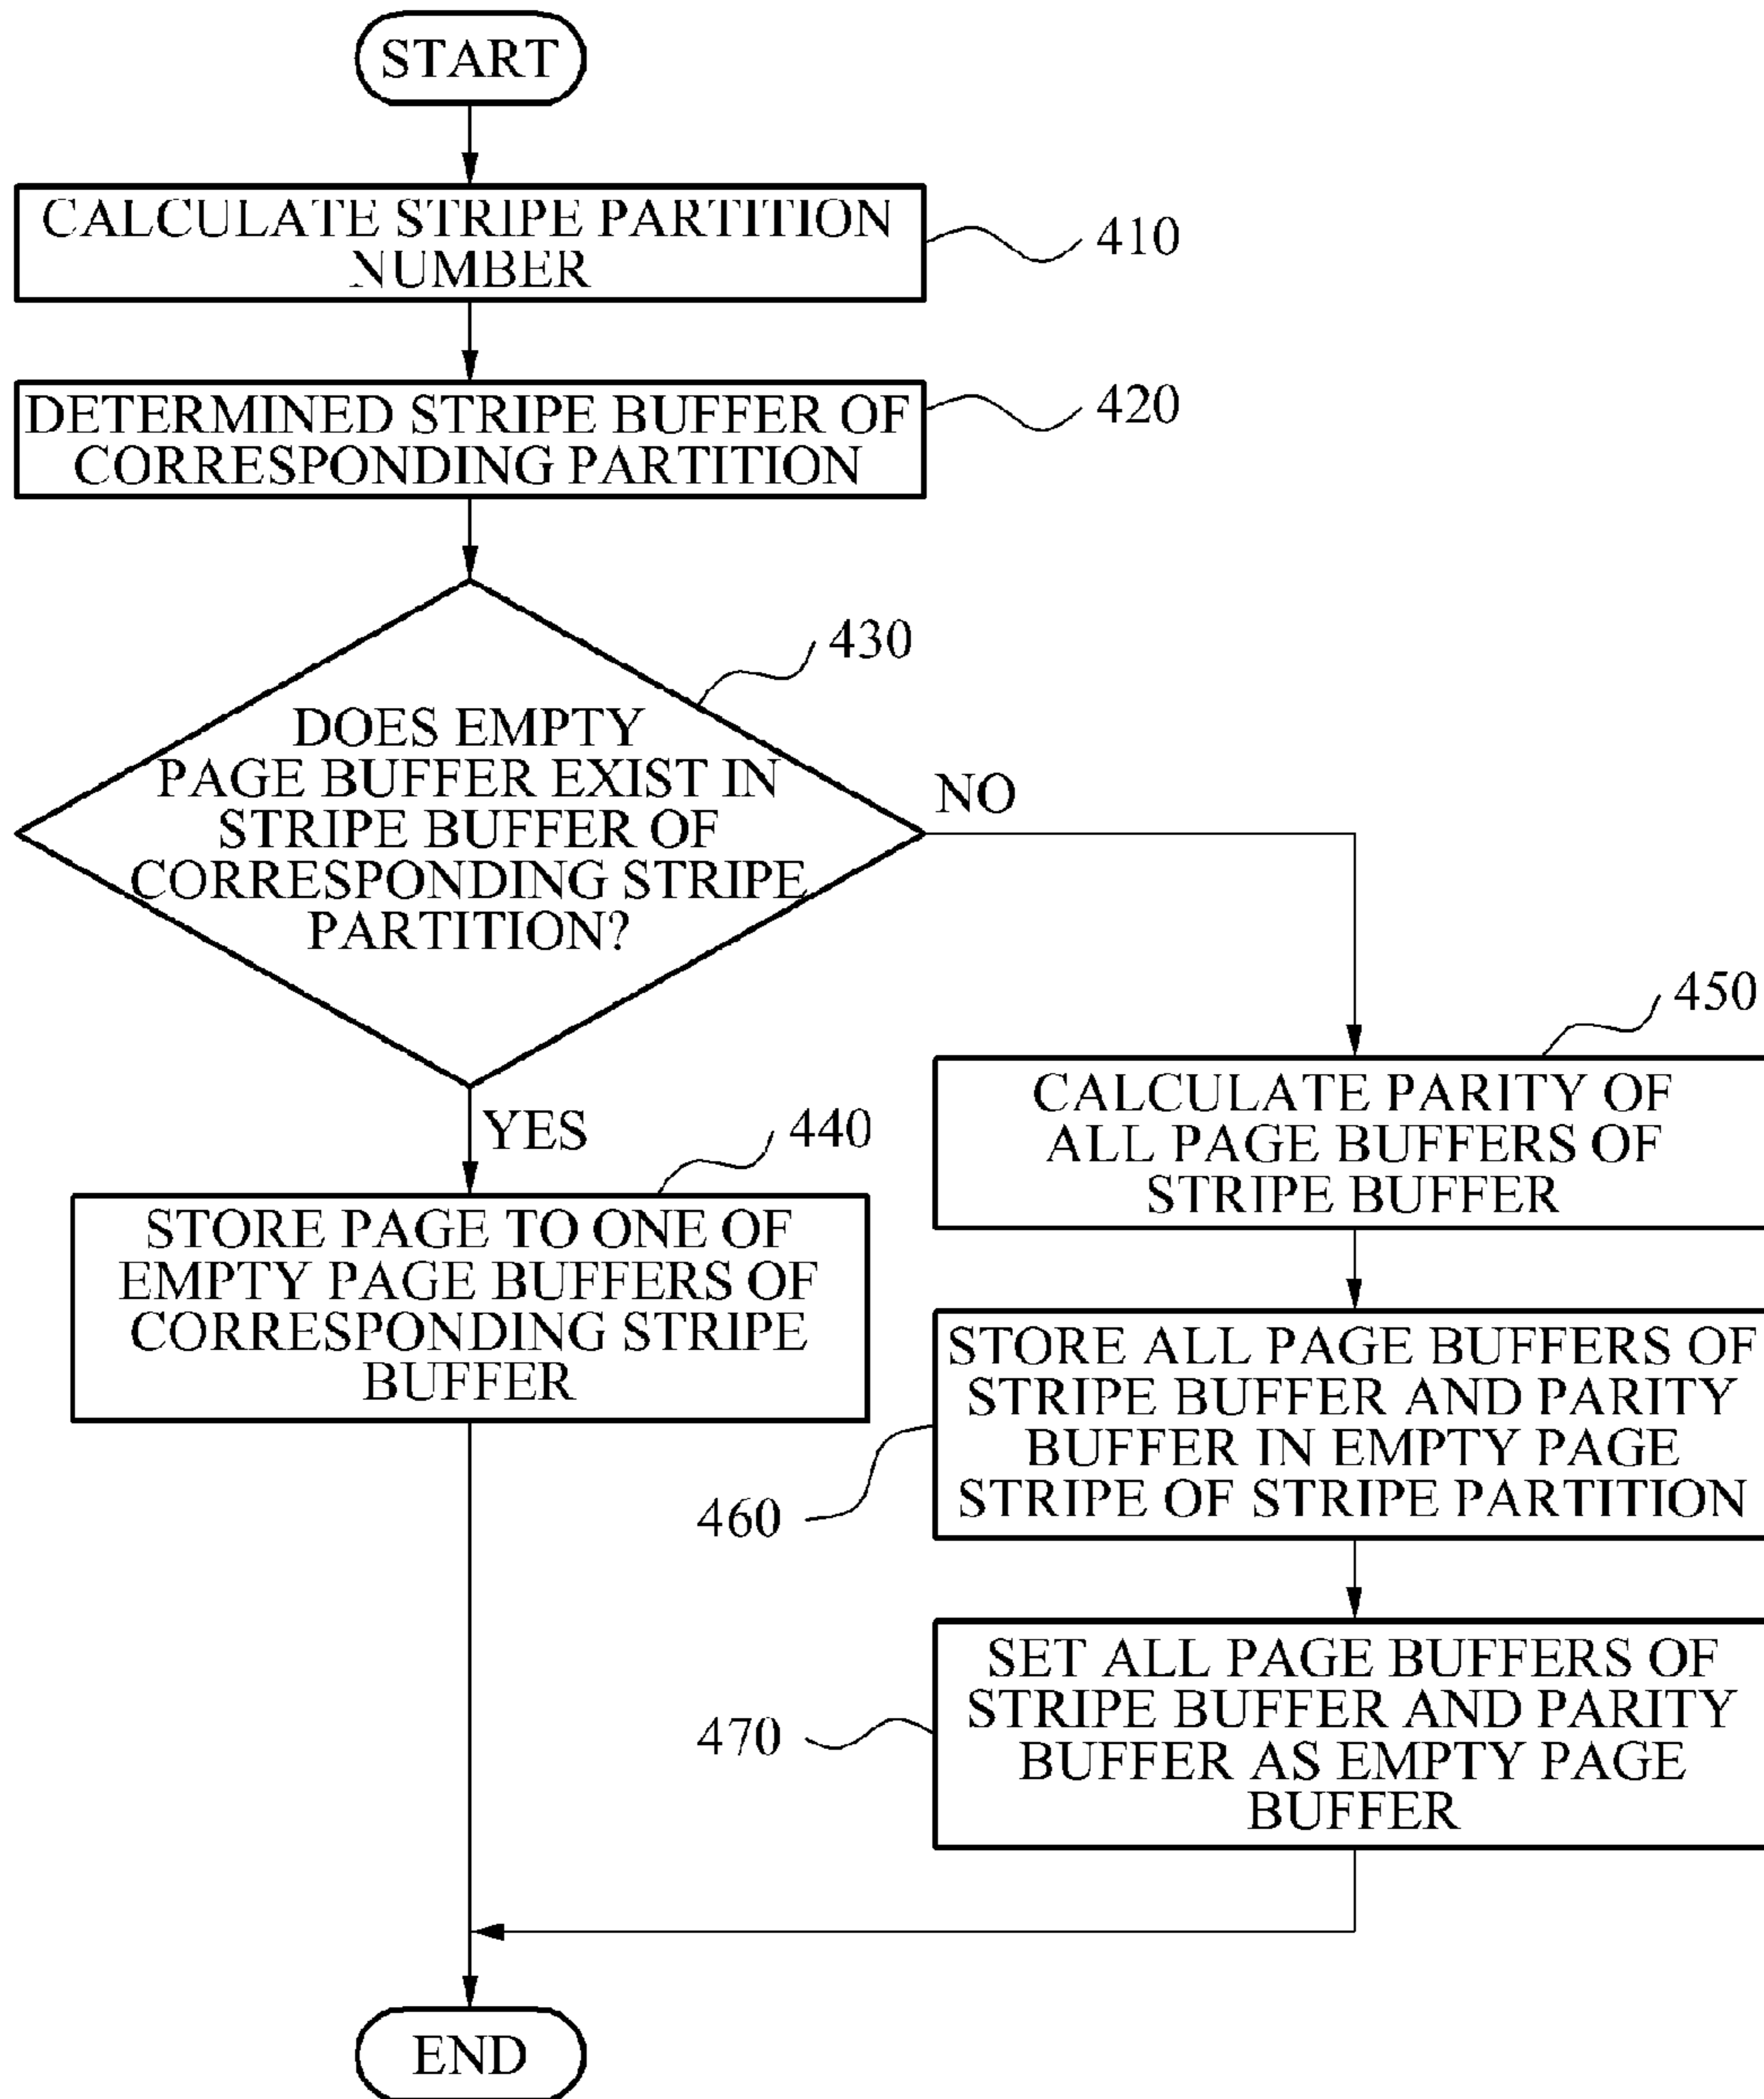 START
CALCULATE STRIPE PARTITION
NUMBER
410
DETERMINED STRIPE BUFFER OF
CORRESPONDING PARTITION
420
430
DOES EMPTY
PAGE BUFFER EXIST IN
STRIPE BUFFER OF
CORRESPONDING STRIPE
PARTITION?
NO
YES
440
STORE PAGE TO ONE OF
EMPTY PAGE BUFFERS OF
CORRESPONDING STRIPE
BUFFER
450
CALCULATE PARITY OF
ALL PAGE BUFFERS OF
STRIPE BUFFER
STORE ALL PAGE BUFFERS OF
STRIPE BUFFER AND PARITY
BUFFER IN EMPTY PAGE
STRIPE OF STRIPE PARTITION
460
SET ALL PAGE BUFFERS OF
STRIPE BUFFER AND PARITY
BUFFER AS EMPTY PAGE
BUFFER
470
END